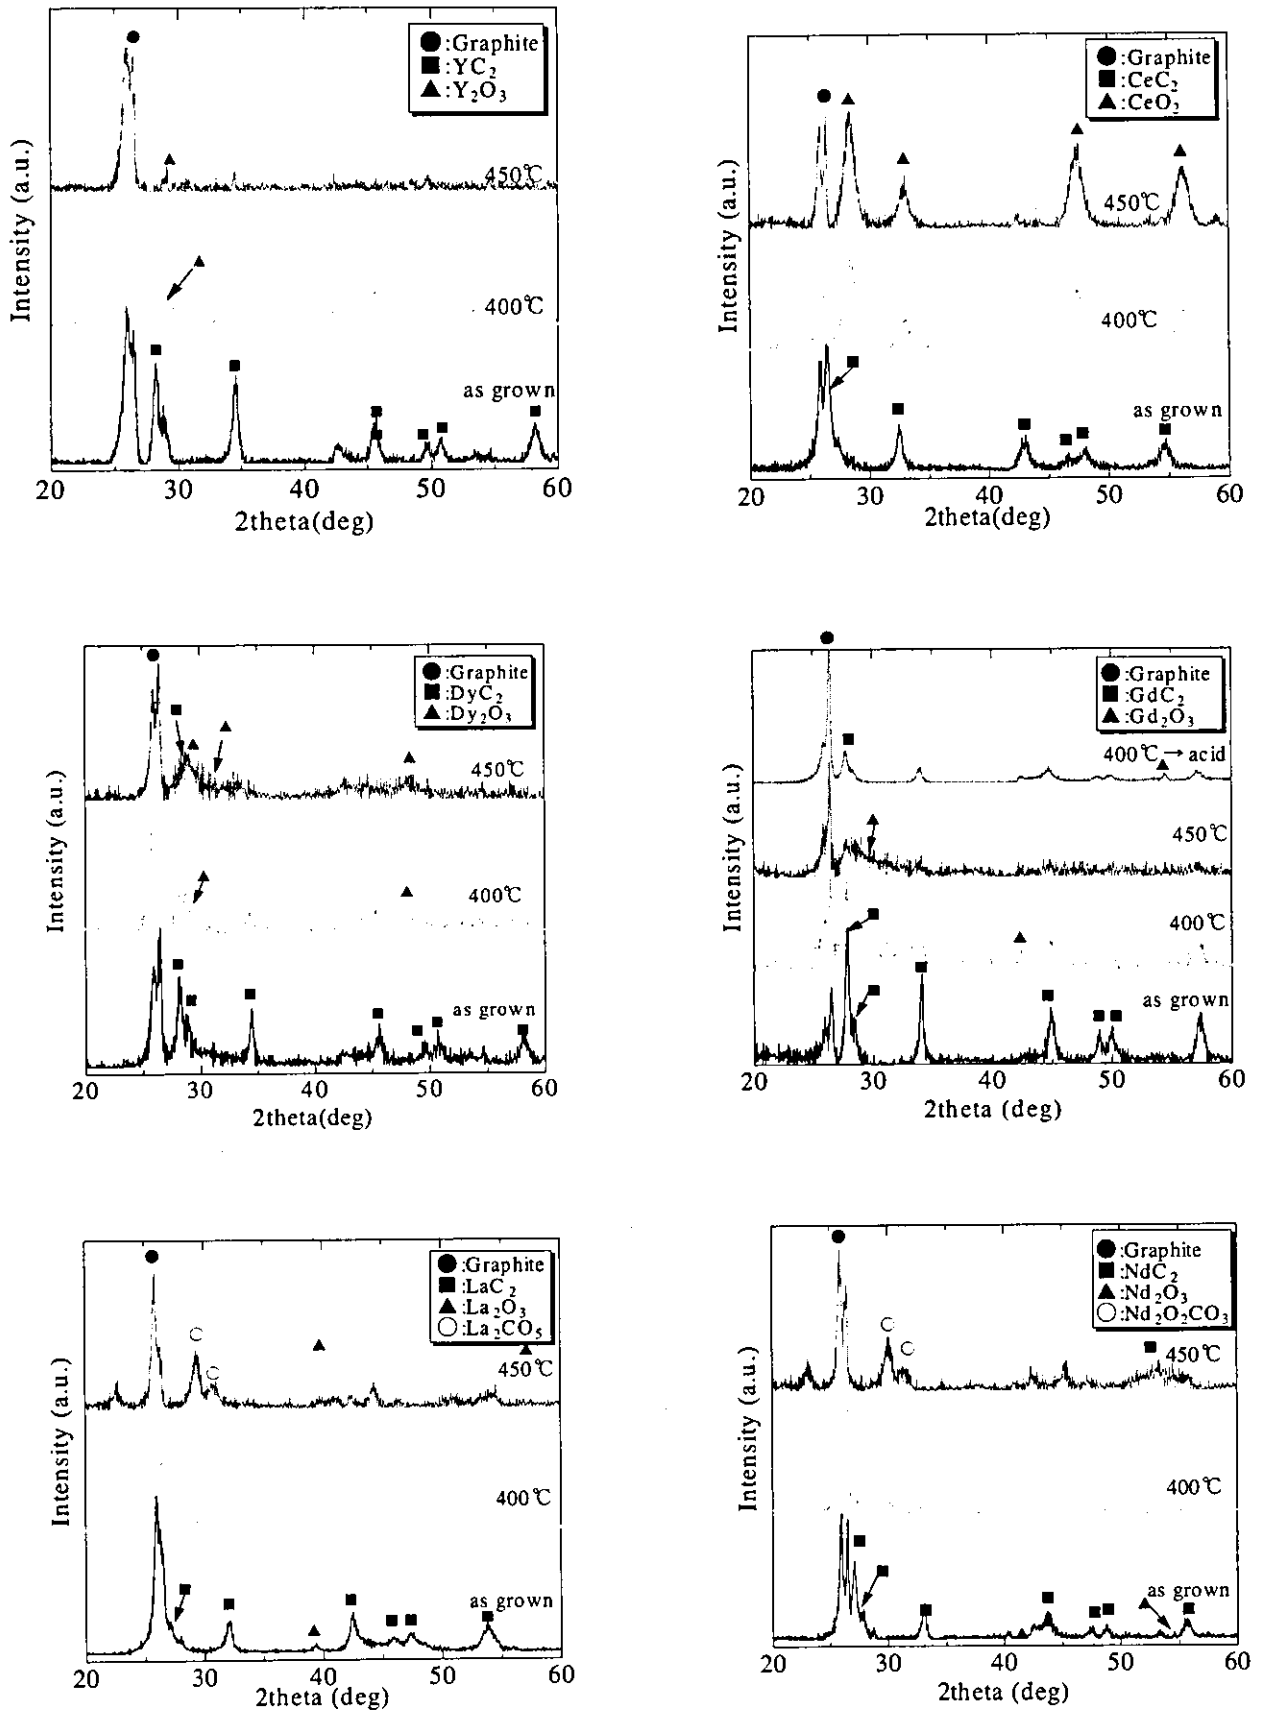 ●:Graphite
■:YC₂
▲:Y₂O₃
450℃
400℃
as grown
Intensity (a.u.)
20 30 40 50 60
2theta(deg)
●:Graphite
■:CeC₂
▲:CeO₂
450℃
400℃
as grown
Intensity (a.u.)
20 30 40 50 60
2theta(deg)
●:Graphite
■:DyC₂
▲:Dy₂O₃
450℃
400℃
as grown
Intensity (a.u.)
20 30 40 50 60
2theta(deg)
●:Graphite
■:GdC₂
▲:Gd₂O₃
400℃→acid
450℃
400℃
as grown
Intensity (a.u.)
20 30 40 50 60
2theta (deg)
●:Graphite
■:LaC₂
▲:La₂O₃
○:La₂CO₅
450℃
400℃
as grown
Intensity (a.u.)
20 30 40 50 60
2theta (deg)
●:Graphite
■:NdC₂
▲:Nd₂O₃
○:Nd₂O₂CO₃
450℃
400℃
as grown
Intensity (a.u.)
20 30 40 50 60
2theta (deg)